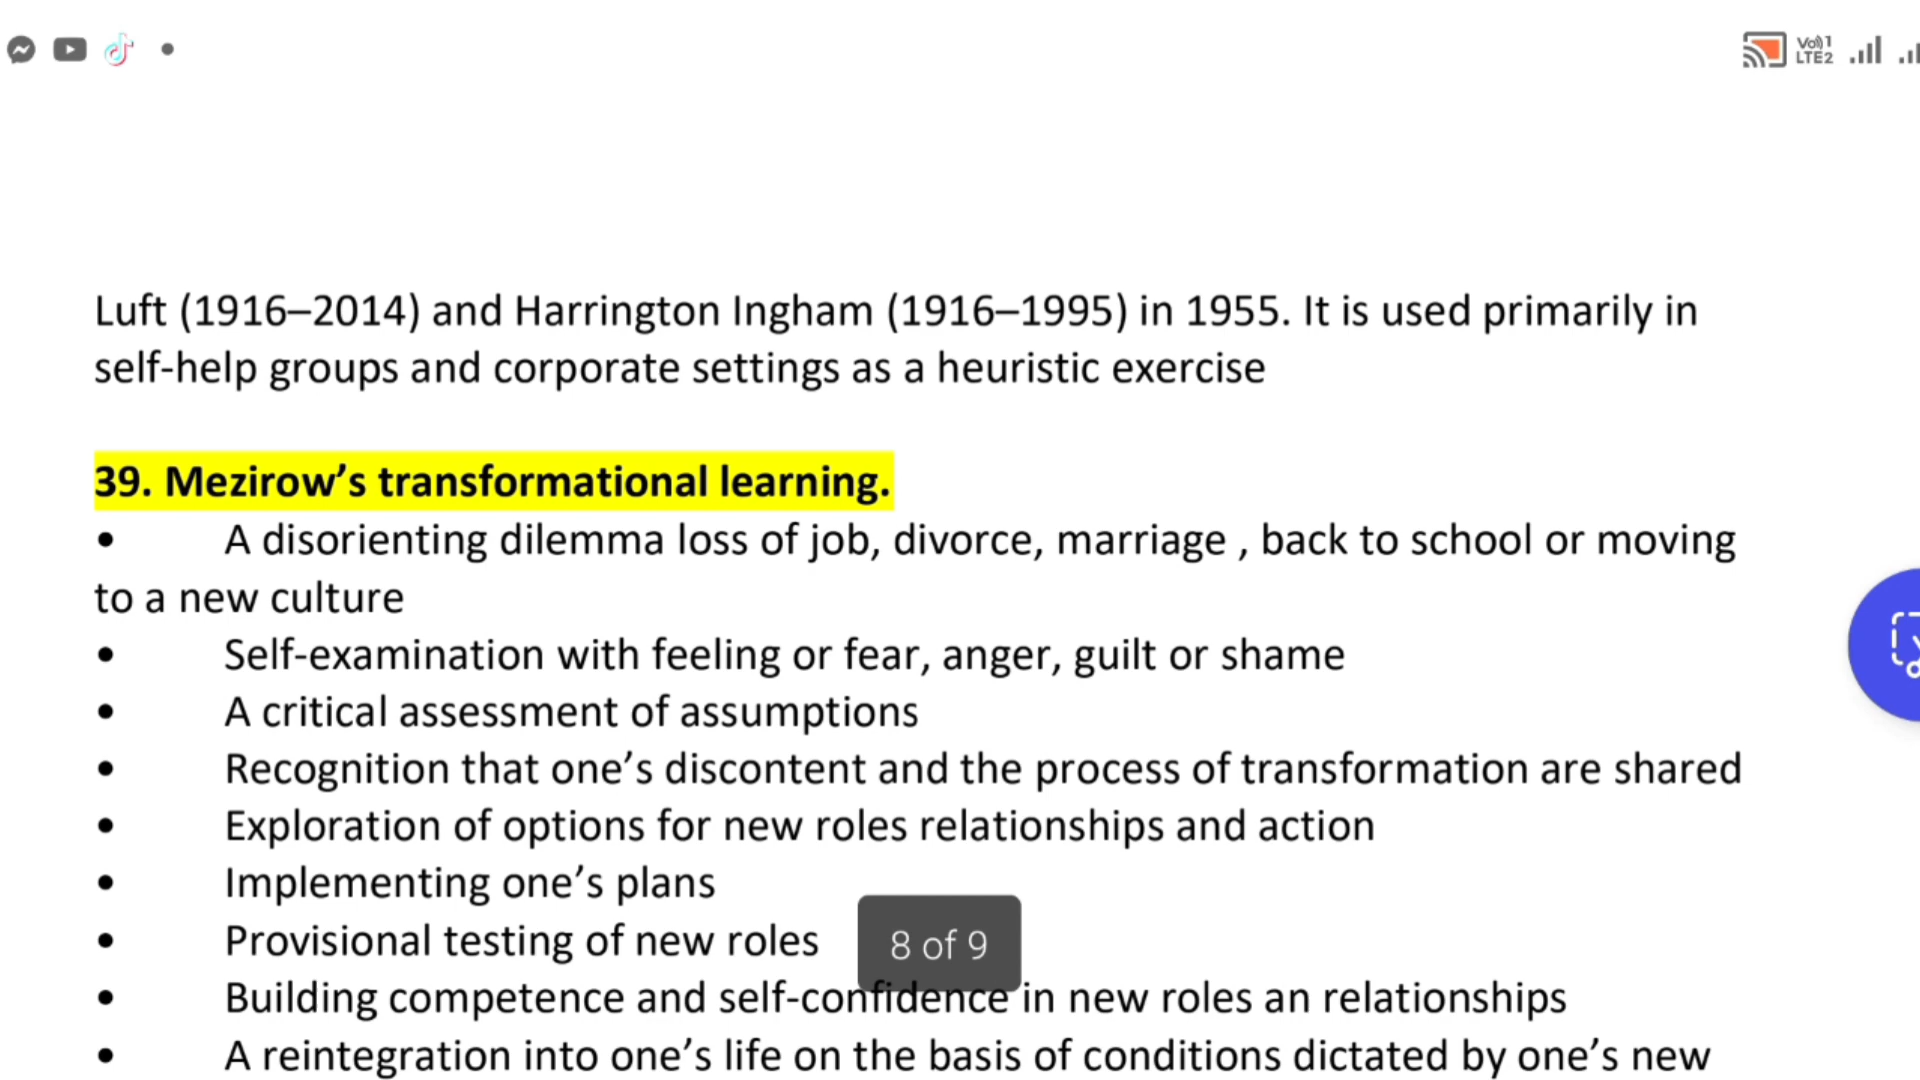 Vo))1
LTE2
Luft (1916–2014) and Harrington Ingham (1916–1995) in 1955. It is used primarily in
self-help groups and corporate settings as a heuristic exercise
39. Mezirow’s transformational learning.
• A disorienting dilemma loss of job, divorce, marriage , back to school or moving
to a new culture
• Self-examination with feeling or fear, anger, guilt or shame
• A critical assessment of assumptions
• Recognition that one’s discontent and the process of transformation are shared
• Exploration of options for new roles relationships and action
• Implementing one’s plans
• Provisional testing of new roles
8 of 9
• Building competence and self-confidence in new roles an relationships
• A reintegration into one’s life on the basis of conditions dictated by one’s new